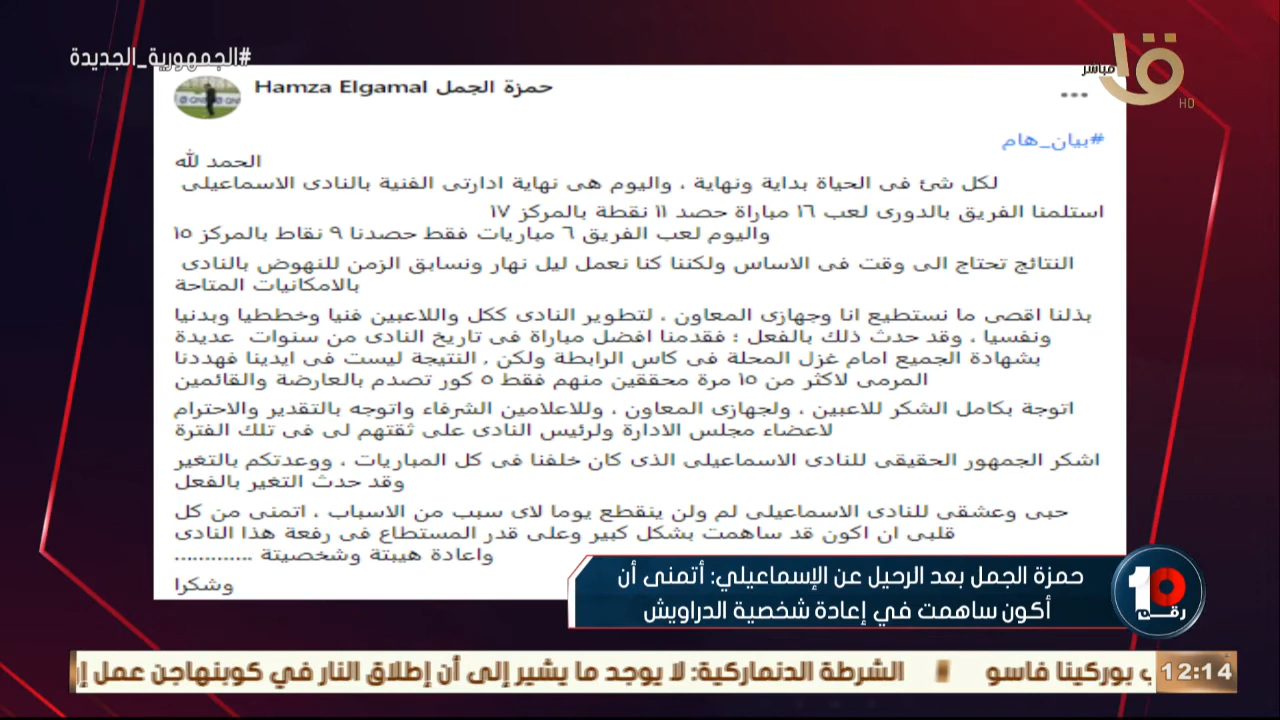 #الجمهورية_الجديدة
مباشر
HD
Hamza Elgamal حمزة الجمل
#بيان_هام
الحمد لله
لكل شئ فى الحياة بداية ونهاية ، واليوم هى نهاية ادارتى الفنية بالنادى الاسماعيلى
استلمنا الفريق بالدورى لعب ١٦ مباراة حصد ١١ نقطة بالمركز ١٧
واليوم لعب الفريق ٦ مباريات فقط حصدنا ٩ نقاط بالمركز ١٥
النتائج تحتاج الى وقت فى الاساس ولكننا كنا نعمل ليل نهار ونسابق الزمن للنهوض بالنادى
بالامكانيات المتاحة
بذلنا اقصى ما نستطيع انا وجهازى المعاون ، لتطوير النادى ككل واللاعبين فنيا وخططيا وبدنيا
ونفسيا ، وقد حدث ذلك بالفعل ؛ فقدمنا افضل مباراة فى تاريخ النادى من سنوات عديدة
بشهادة الجميع امام غزل المحلة فى كاس الرابطة ولكن , النتيجة ليست فى ايدينا فهددنا
المرمى لاكثر من ١٥ مرة محققين منهم فقط ٥ كور تصدم بالعارضة والقائمين
اتوجة بكامل الشكر للاعبين ، ولجهازى المعاون ، وللاعلامين الشرفاء واتوجه بالتقدير والاحترام
لاعضاء مجلس الادارة ولرئيس النادى على ثقتهم لى فى تلك الفترة
اشكر الجمهور الحقيقى للنادى الاسماعيلى الذى كان خلفنا فى كل المباريات ، ووعدتكم بالتغير
وقد حدث التغير بالفعل
حبى وعشقى للنادى الاسماعيلى لم ولن ينقطع يوما لاى سبب من الاسباب ، اتمنى من كل
قلبى ان اكون قد ساهمت بشكل كبير وعلى قدر المستطاع فى رفعة هذا النادى
واعادة هيبتة وشخصيتة .............
وشكرا
حمزة الجمل بعد الرحيل عن الإسماعيلي: أتمنى أن
أكون ساهمت في إعادة شخصية الدراويش
رقم 10
12:14 ب بوركينا فاسو الشرطة الدنماركية: لا يوجد ما يشير إلى أن إطلاق النار في كوبنهاجن عمل إر